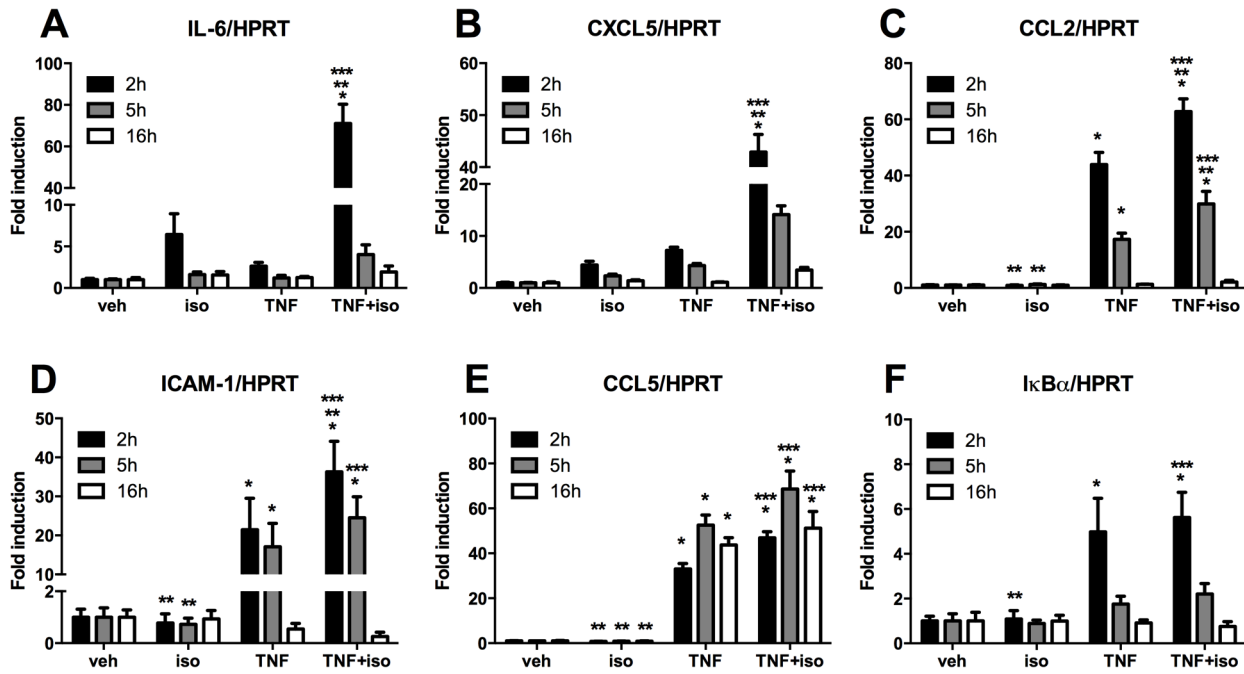 A
IL-6/HPRT
Fold induction
100
80
60
40
10
5
0
2h
5h
16h
***
**
*
veh
iso
TNF
TNF+iso
B
CXCL5/HPRT
Fold induction
60
50
40
20
10
0
2h
5h
16h
***
**
*
veh
iso
TNF
TNF+iso
C
CCL2/HPRT
Fold induction
80
60
40
20
0
2h
5h
16h
** **
*
*
***
**
*
***
**
*
veh
iso
TNF
TNF+iso
D
ICAM-1/HPRT
Fold induction
50
40
30
20
10
2
1
0
2h
5h
16h
** **
*
*
***
**
*
***
*
veh
iso
TNF
TNF+iso
E
CCL5/HPRT
Fold induction
100
80
60
40
20
0
2h
5h
16h
** ** **
*
*
*
***
*
***
*
***
*
veh
iso
TNF
TNF+iso
F
IκBα/HPRT
Fold induction
10
8
6
4
2
0
2h
5h
16h
**
*
***
*
veh
iso
TNF
TNF+iso